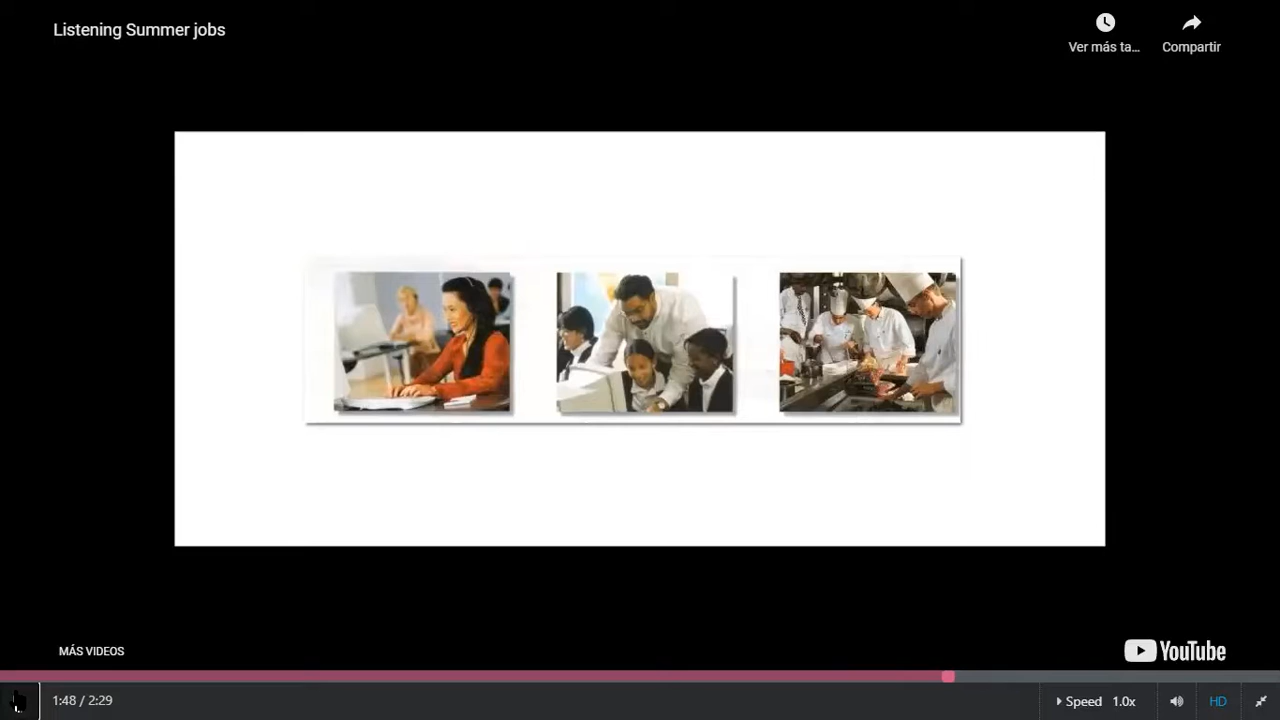 Listening Summer jobs
Ver más ta...
Compartir
MÁS VIDEOS
YouTube
1:48 / 2:29
Speed 1.0x
HD